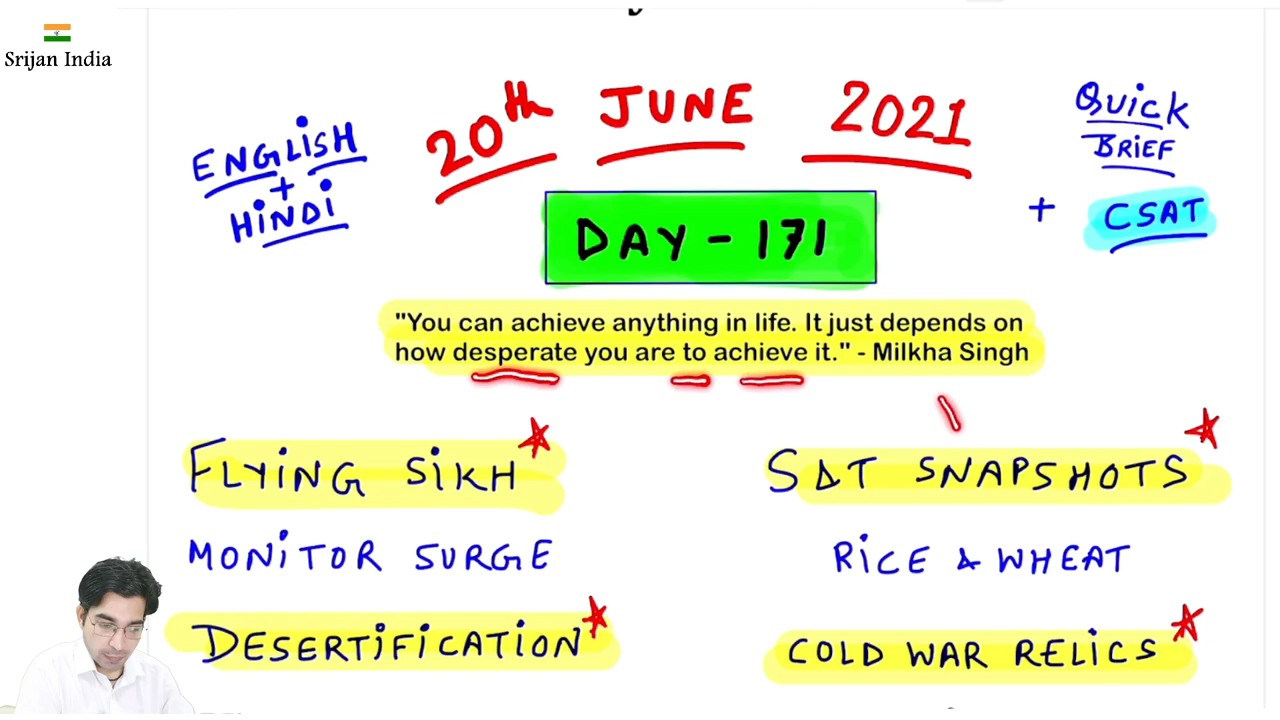 Srijan India
20th JUNE 2021
ENGLiSH
+
HiNDi
QUiCK
BRiEF
+ CSAT
DAY - 171
"You can achieve anything in life. It just depends on
how desperate you are to achieve it." - Milkha Singh
FLYiNG SiKH
S&T SNAPSHOTS
MONiTOR SURGE
RiCE & WHEAT
DESERTiFiCATiON
COLD WAR RELiCS